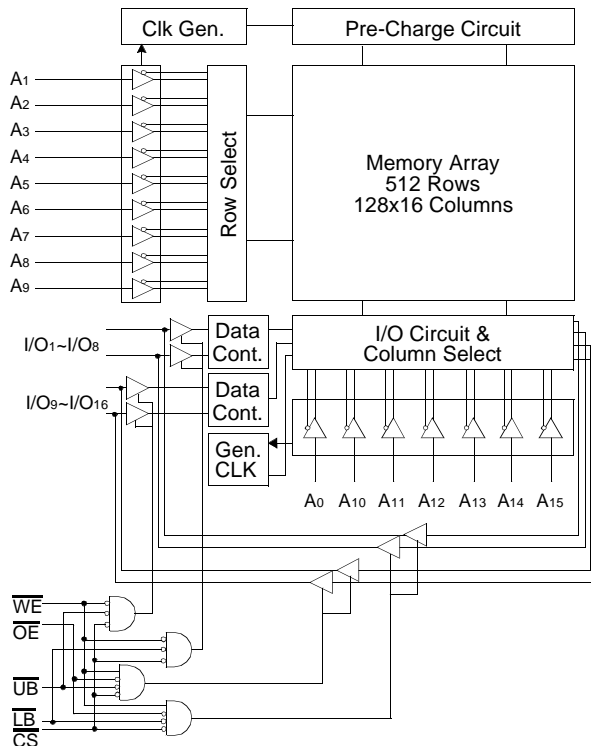 Clk Gen.
Pre-Charge Circuit
A1
A2
A3
A4
A5
A6
A7
A8
A9
Row Select
Memory Array
512 Rows
128x16 Columns
I/O1~I/O8
Data
Cont.
I/O Circuit &
Column Select
I/O9~I/O16
Data
Cont.
Gen.
CLK
A0 A10 A11 A12 A13 A14 A15
WE
OE
UB
LB
CS